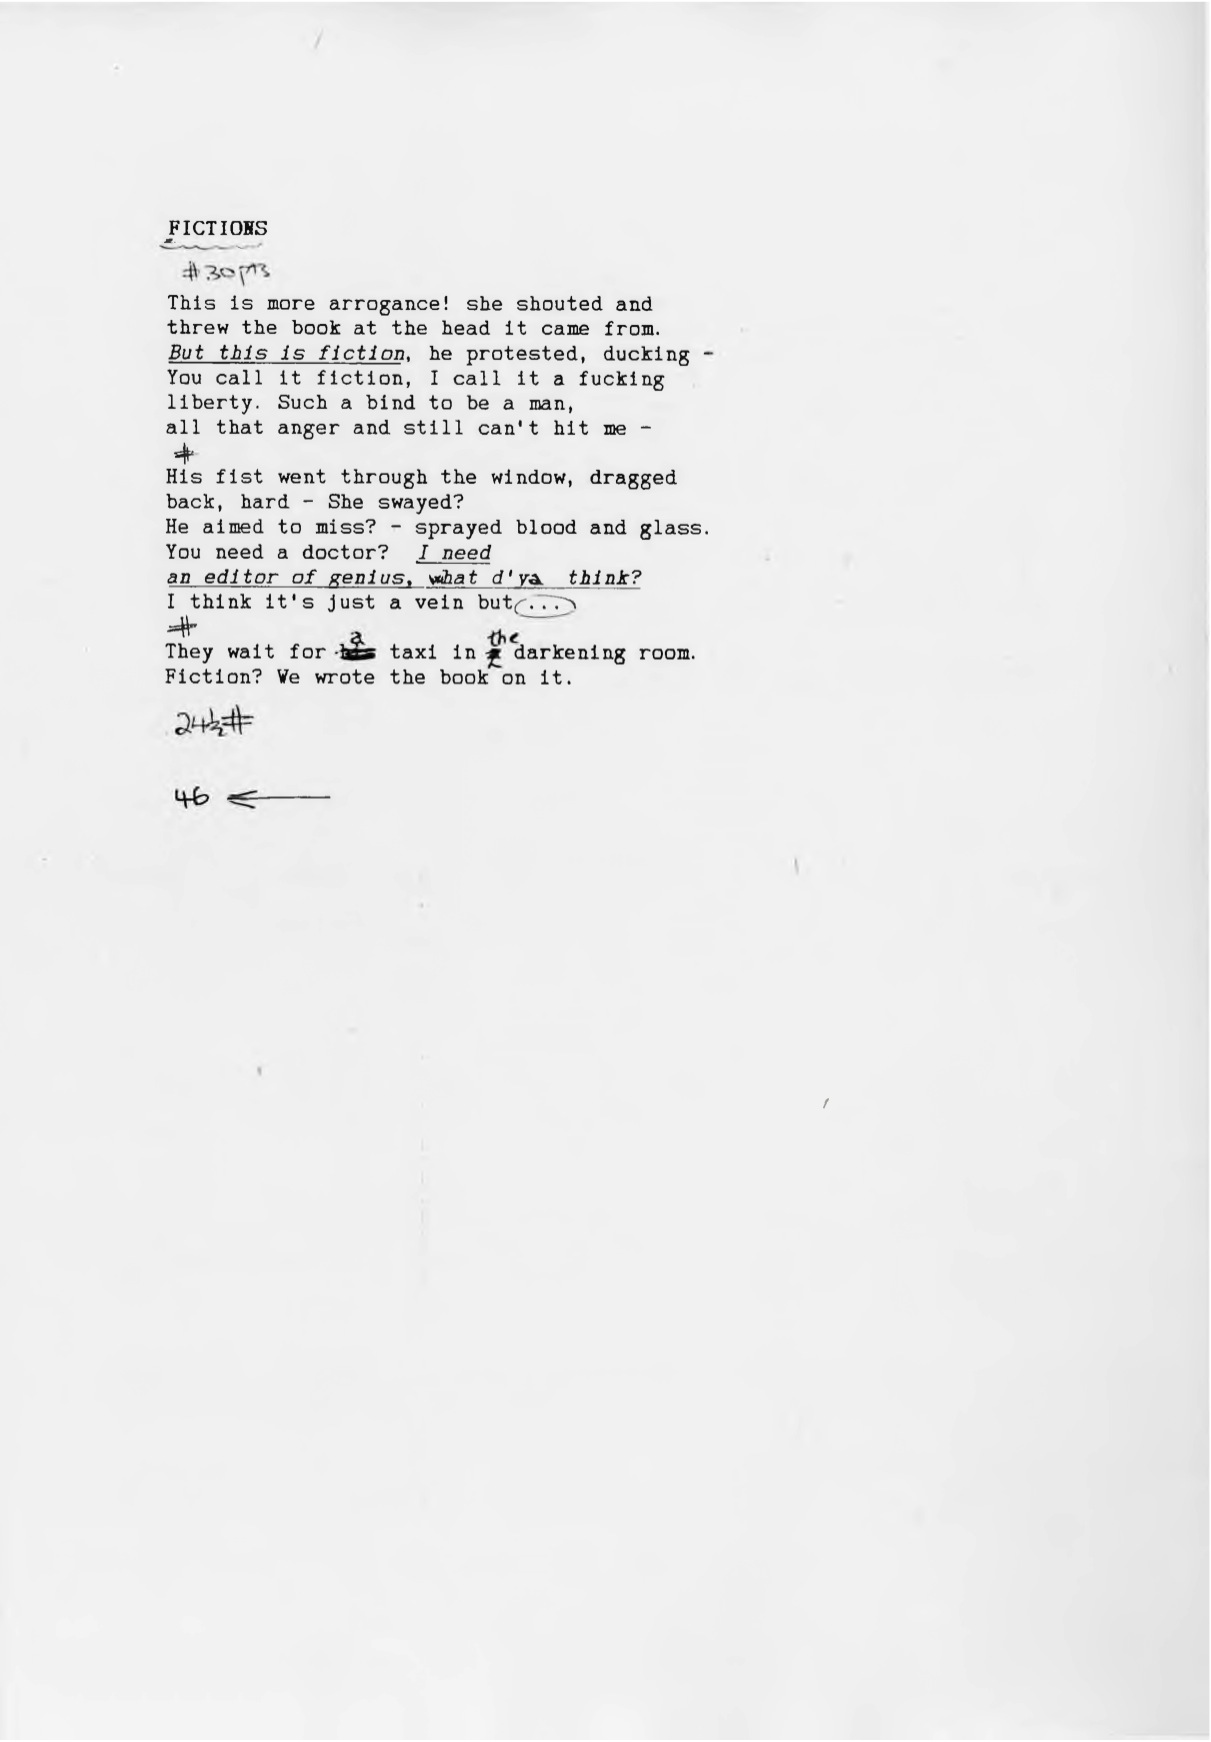 FICTIONS
# 30 pts
This is more arrogance! she shouted and
threw the book at the head it came from.
But this is fiction, he protested, ducking -
You call it fiction, I call it a fucking
liberty. Such a bind to be a man,
all that anger and still can't hit me -
#
His fist went through the window, dragged
back, hard - She swayed?
He aimed to miss? - sprayed blood and glass.
You need a doctor? I need
an editor of genius, what d'ya think?
I think it's just a vein but...
#
They wait for a taxi in the darkening room.
Fiction? We wrote the book on it.
24½#
46 ←